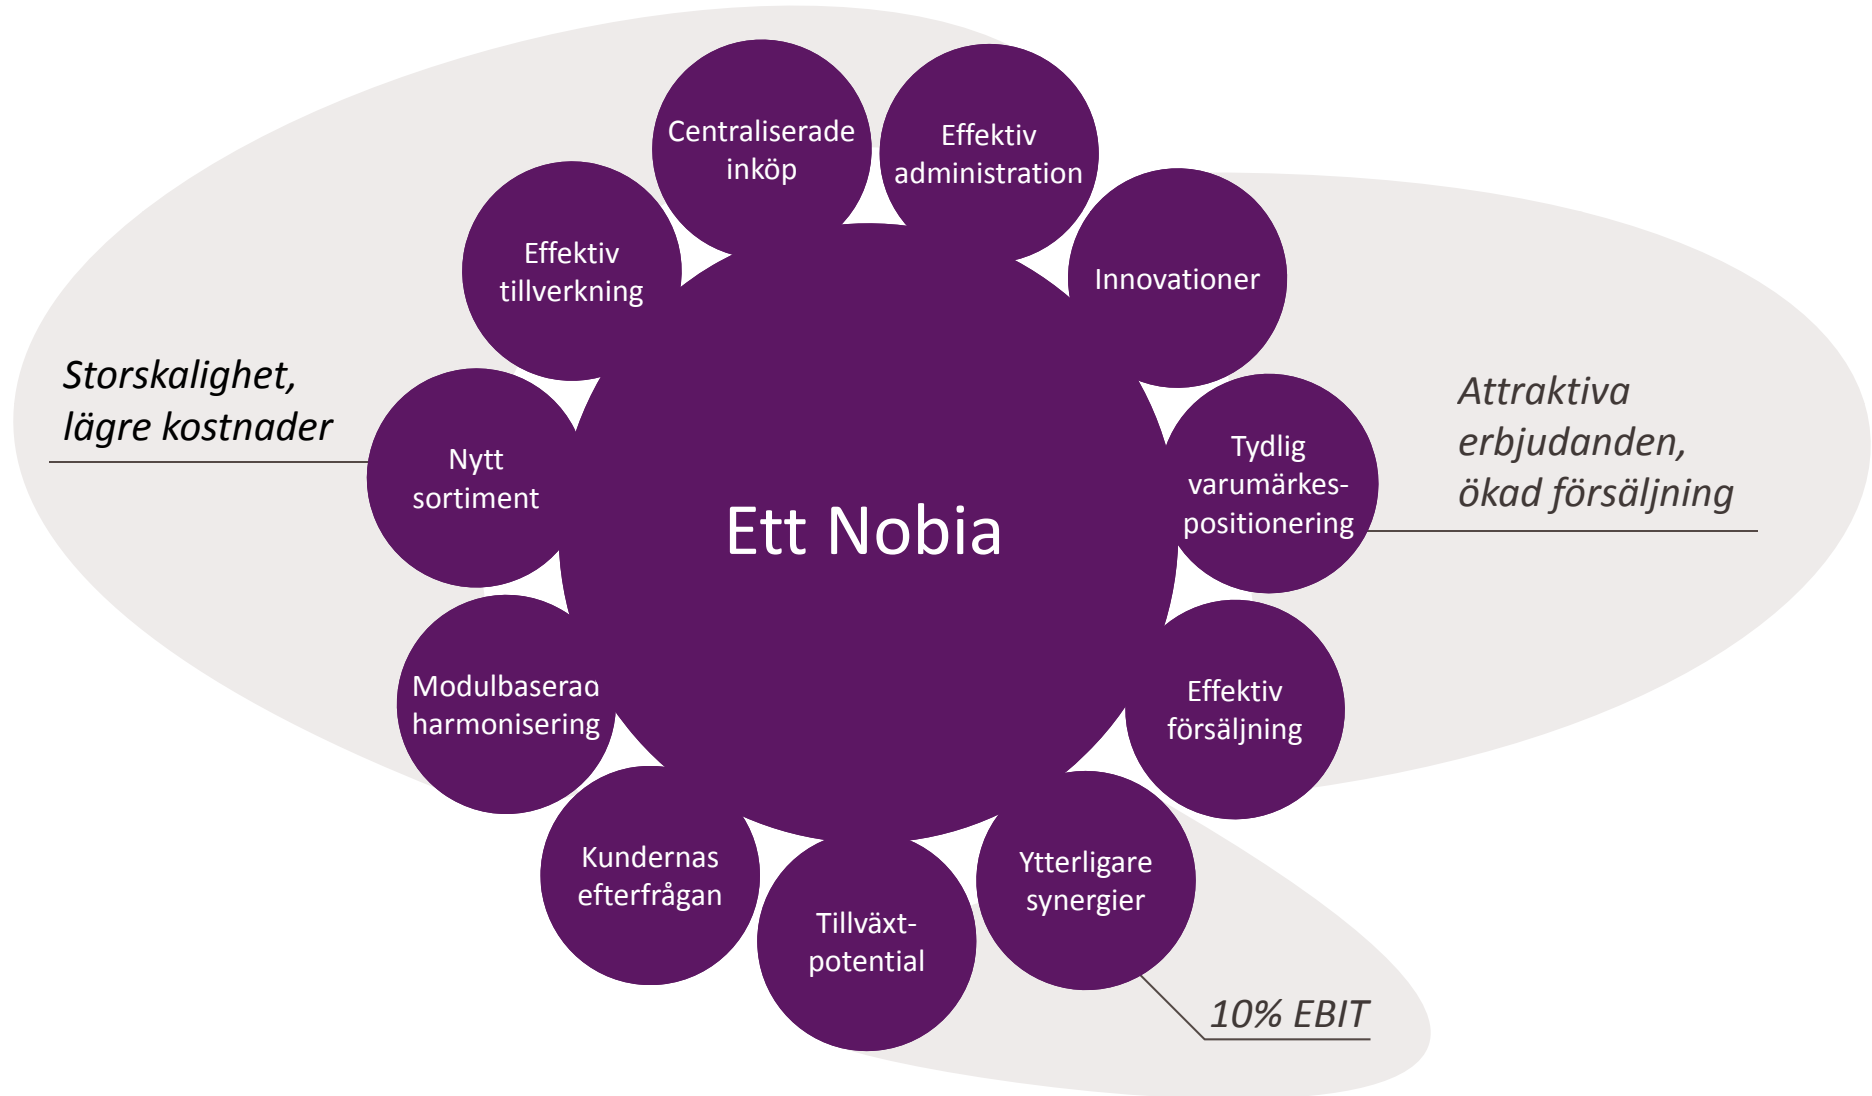 Centraliserade
inköp
Effektiv
administration
Effektiv
tillverkning
Innovationer
Storskalighet,
lägre kostnader
Attraktiva
erbjudanden,
ökad försäljning
Nytt
sortiment
Tydlig
varumärkes-
positionering
Ett Nobia
Modulbaserad
harmonisering
Effektiv
försäljning
Kundernas
efterfrågan
Ytterligare
synergier
Tillväxt-
potential
10% EBIT